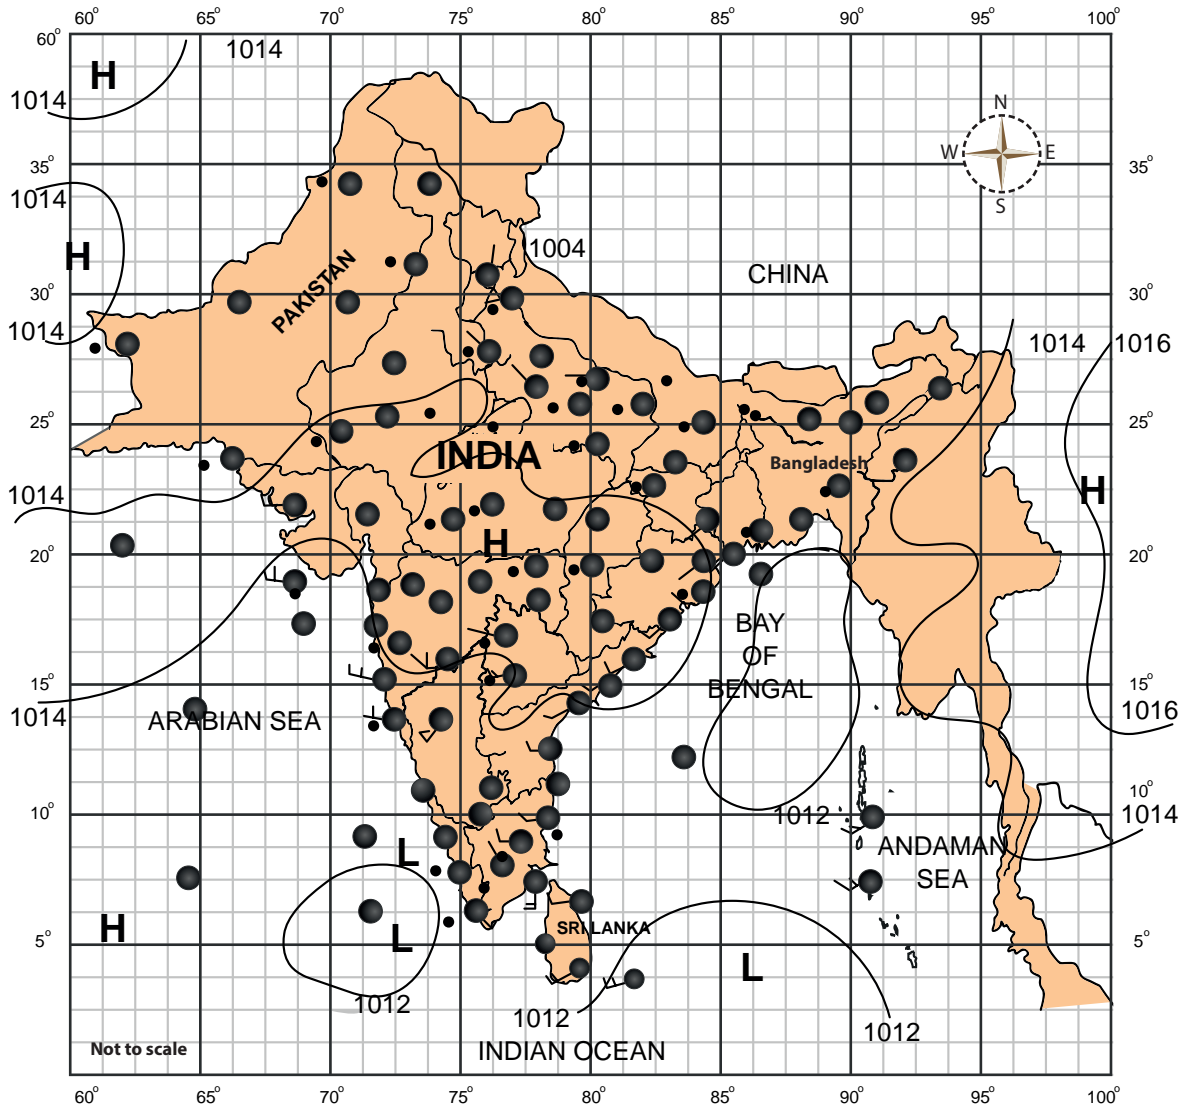 60° 65° 70° 75° 80° 85° 90° 95° 100°
60°
1014
H
1014
N
W E
S
35° 35°
1014
H
1004
PAKISTAN
CHINA
30° 30°
1014
1014 1016
25° 25°
INDIA
Bangladesh
1014
H
H
20° 20°
BAY
OF
BENGAL
15° 15°
1014
ARABIAN SEA
1016
10° 10°
1012
1014
L
ANDAMAN
SEA
H
L
SRI LANKA
5° 5°
L
1012
1012
1012
Not to scale
INDIAN OCEAN
60° 65° 70° 75° 80° 85° 90° 95° 100°